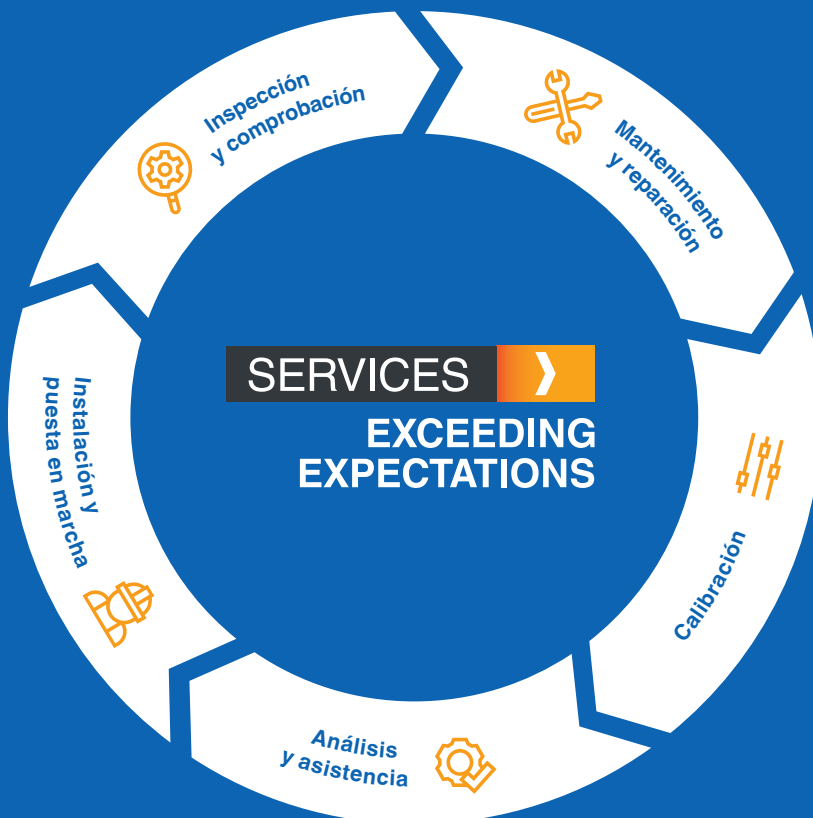 Inspección
y comprobación
Mantenimiento
y reparación
SERVICES
EXCEEDING
EXPECTATIONS
Instalación y
puesta en marcha
Calibración
Análisis
y asistencia